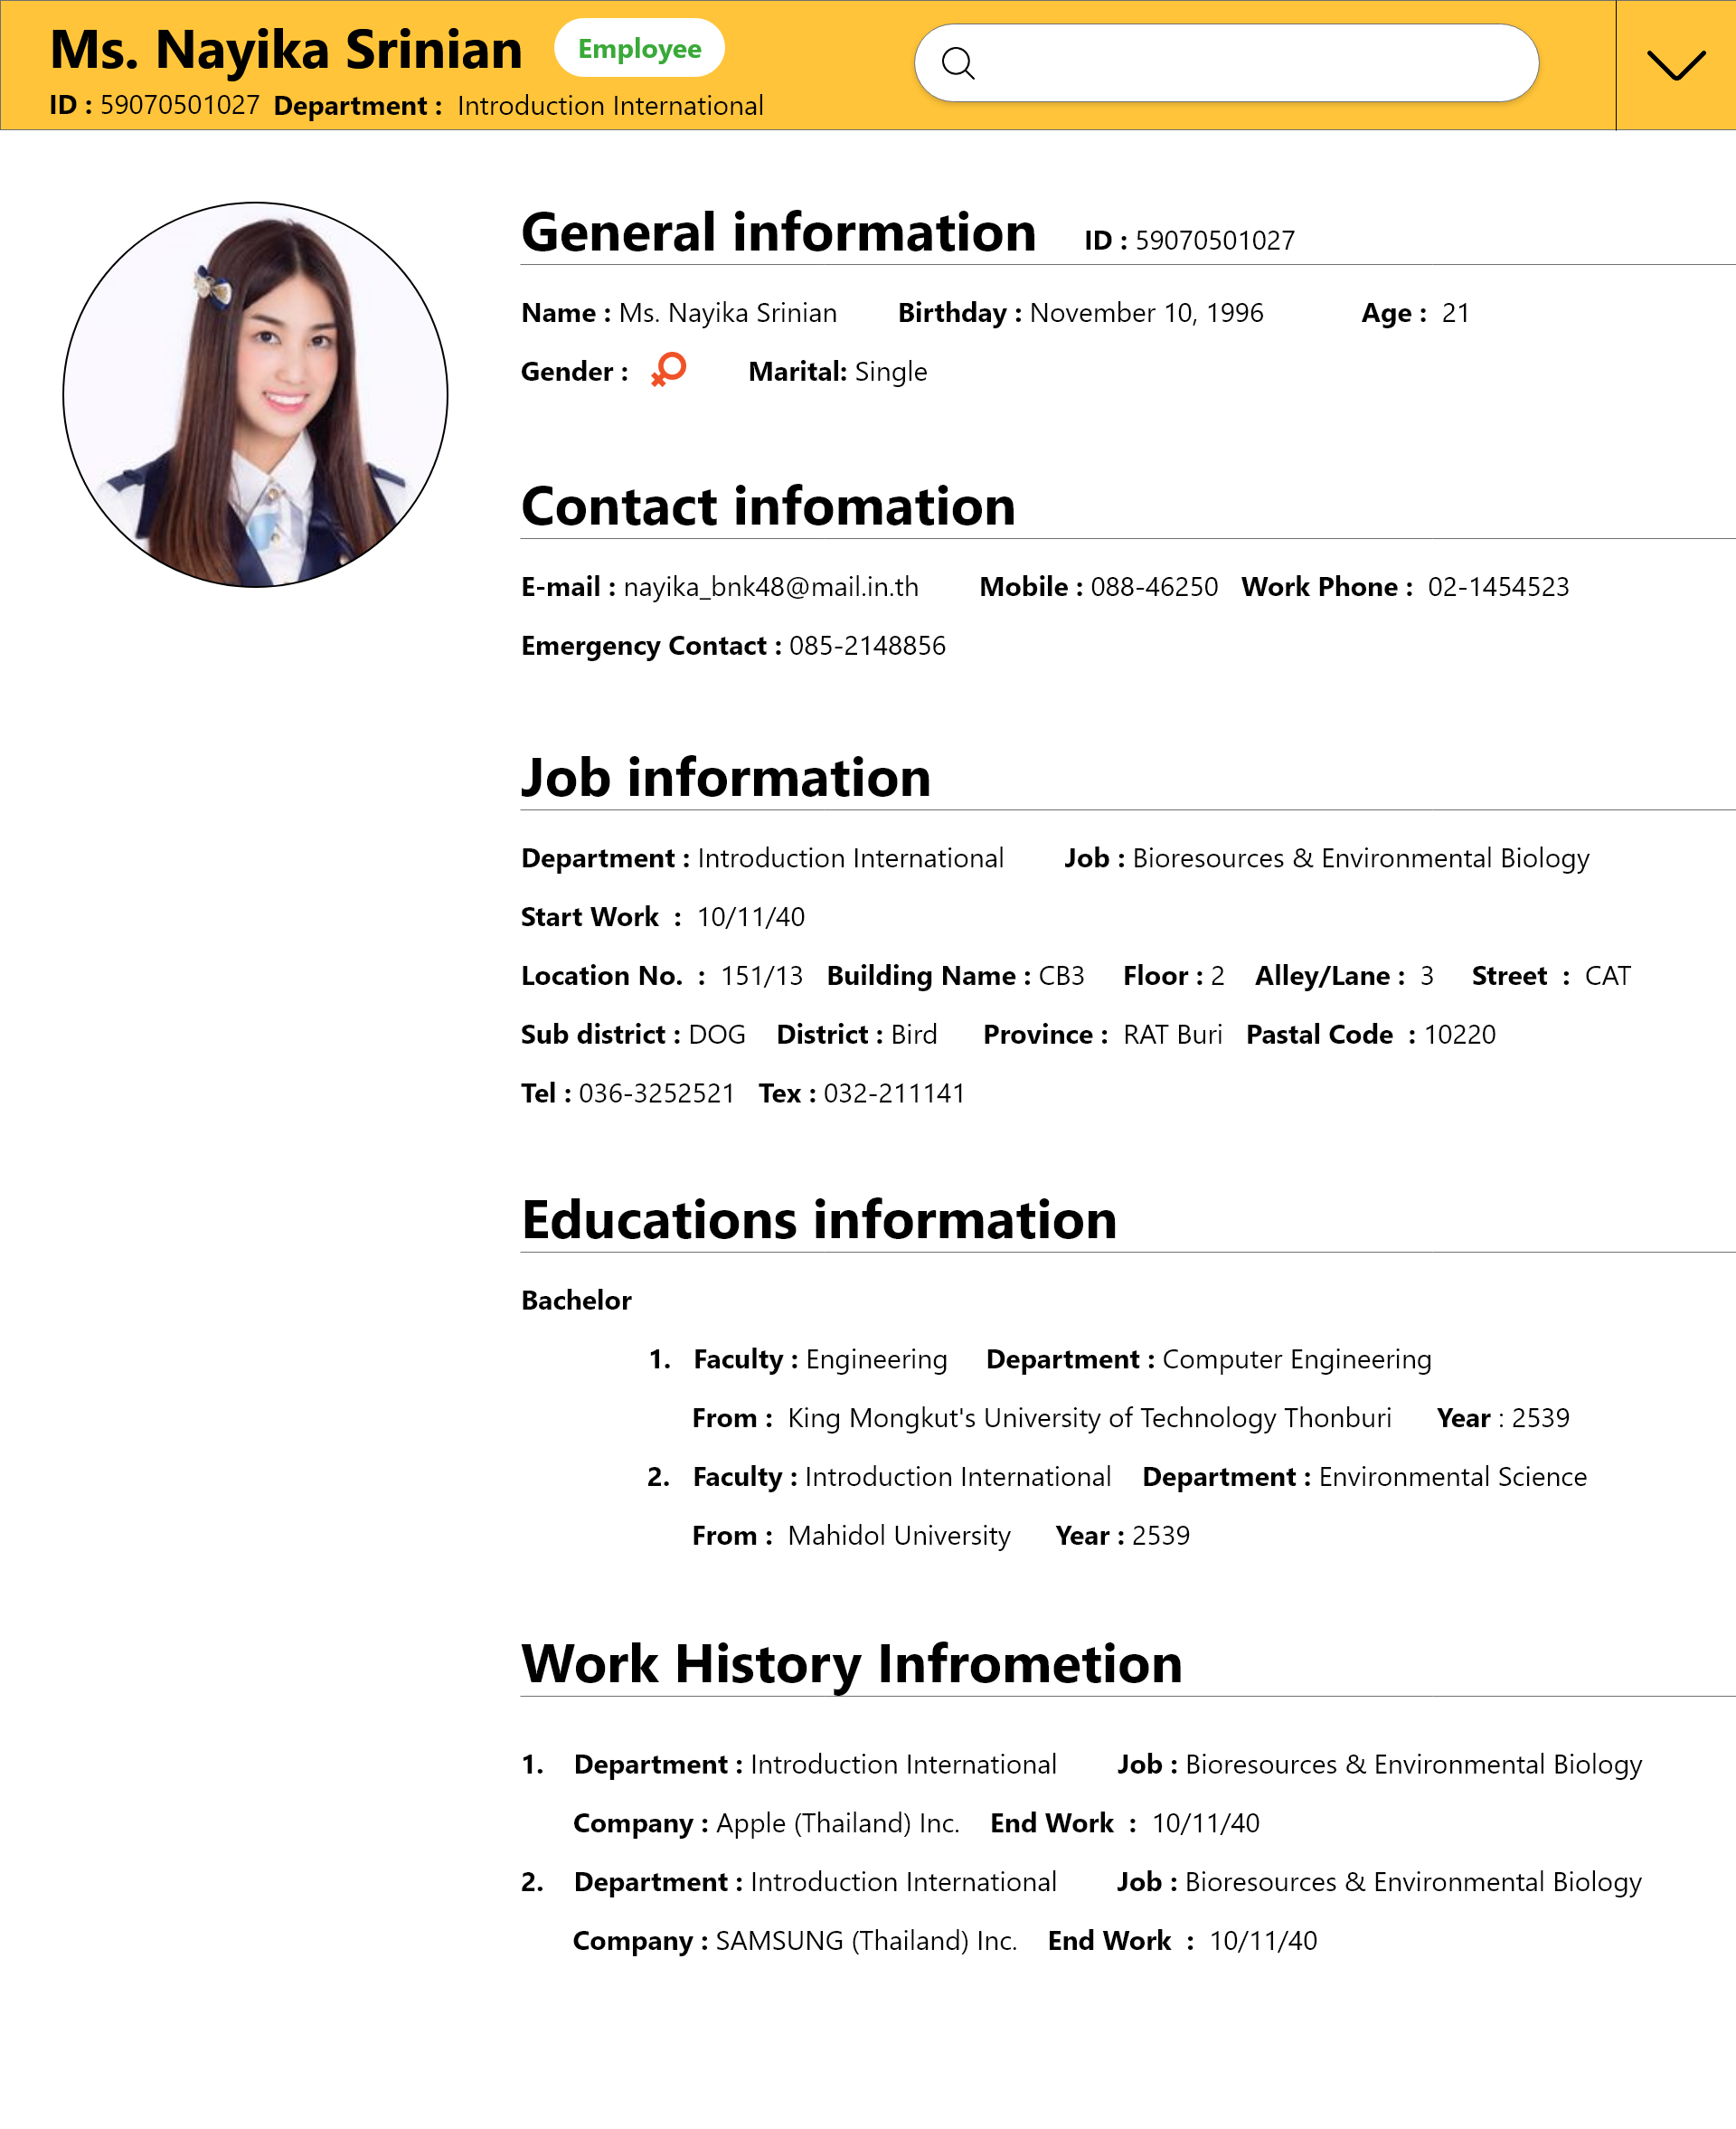 Ms. Nayika Srinian Employee
ID : 59070501027 Department : Introduction International
General information ID : 59070501027
Name : Ms. Nayika Srinian Birthday : November 10, 1996 Age : 21
Gender : Marital: Single
Contact infomation
E-mail : nayika_bnk48@mail.in.th Mobile : 088-46250 Work Phone : 02-1454523
Emergency Contact : 085-2148856
Job information
Department : Introduction International Job : Bioresources & Environmental Biology
Start Work : 10/11/40
Location No. : 151/13 Building Name : CB3 Floor : 2 Alley/Lane : 3 Street : CAT
Sub district : DOG District : Bird Province : RAT Buri Pastal Code : 10220
Tel : 036-3252521 Tex : 032-211141
Educations information
Bachelor
1. Faculty : Engineering Department : Computer Engineering
From : King Mongkut's University of Technology Thonburi Year : 2539
2. Faculty : Introduction International Department : Environmental Science
From : Mahidol University Year : 2539
Work History Infrometion
1. Department : Introduction International Job : Bioresources & Environmental Biology
Company : Apple (Thailand) Inc. End Work : 10/11/40
2. Department : Introduction International Job : Bioresources & Environmental Biology
Company : SAMSUNG (Thailand) Inc. End Work : 10/11/40